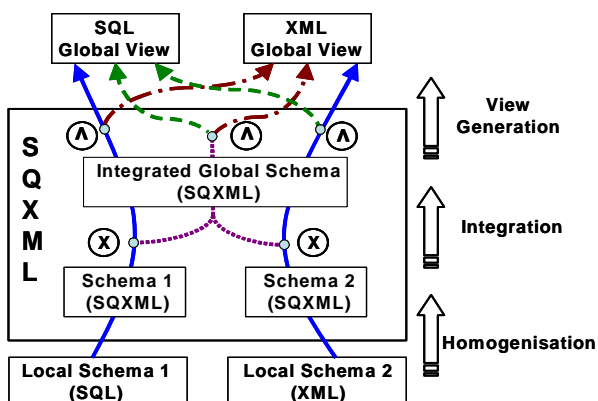 SQL
Global View
XML
Global View
View
Generation
Λ
Λ
Λ
S
Q
X
M
L
Integrated Global Schema
(SQXML)
Integration
X
X
Schema 1
(SQXML)
Schema 2
(SQXML)
Homogenisation
Local Schema 1
(SQL)
Local Schema 2
(XML)